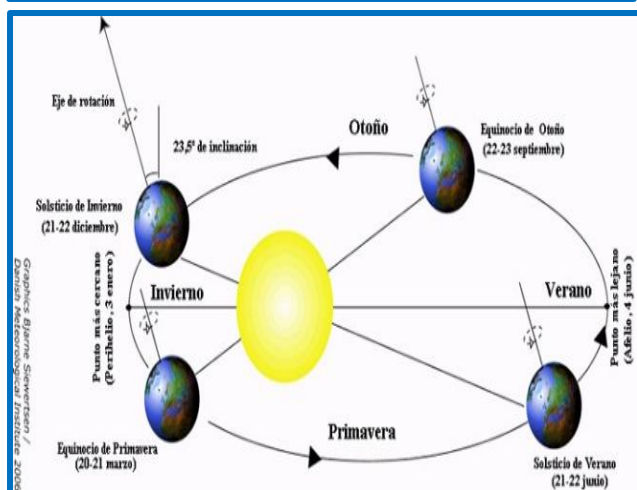 Eje de rotación
23,5º de inclinación
Otoño
Equinocio de Otoño
(22-23 septiembre)
Solsticio de Invierno
(21-22 diciembre)
Invierno
Verano
Punto más cercano
(Perihelio, 3 enero)
Punto más lejano
(Afelio, 4 junio)
Equinocio de Primavera
(20-21 marzo)
Primavera
Solsticio de Verano
(21-22 junio)
Graphics Bjarne Siewertsen /
Danish Meteorological Institute 2006